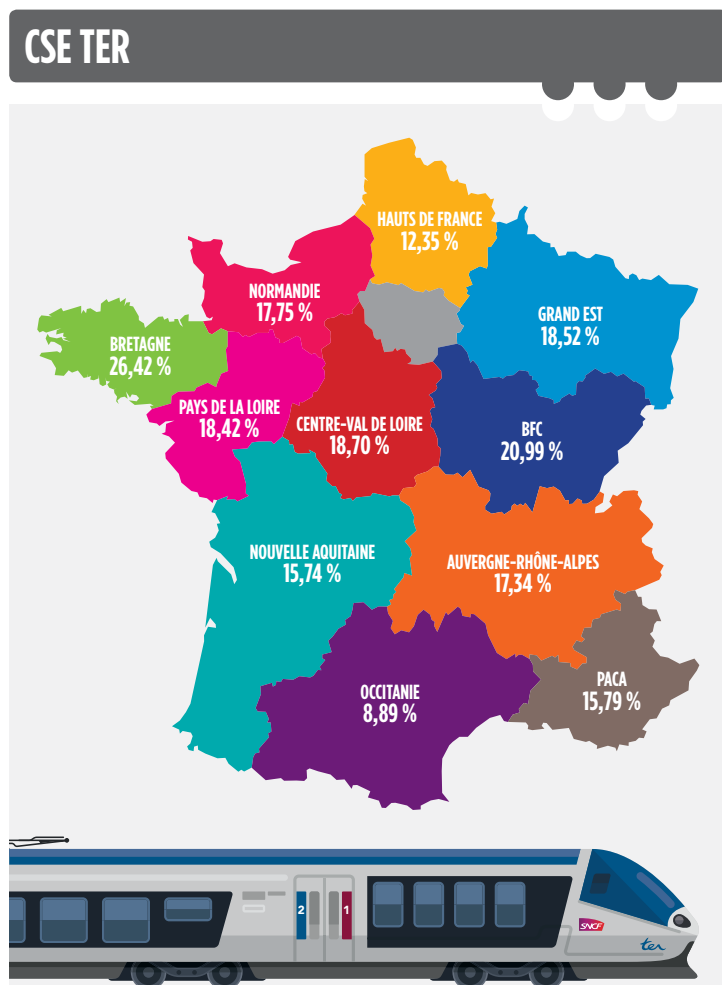 CSE TER
HAUTS DE FRANCE
12,35 %
NORMANDIE
17,75 %
GRAND EST
18,52 %
BRETAGNE
26,42 %
PAYS DE LA LOIRE
18,42 %
CENTRE-VAL DE LOIRE
18,70 %
BFC
20,99 %
NOUVELLE AQUITAINE
15,74 %
AUVERGNE-RHÔNE-ALPES
17,34 %
OCCITANIE
8,89 %
PACA
15,79 %
2
1
SNCF
ter